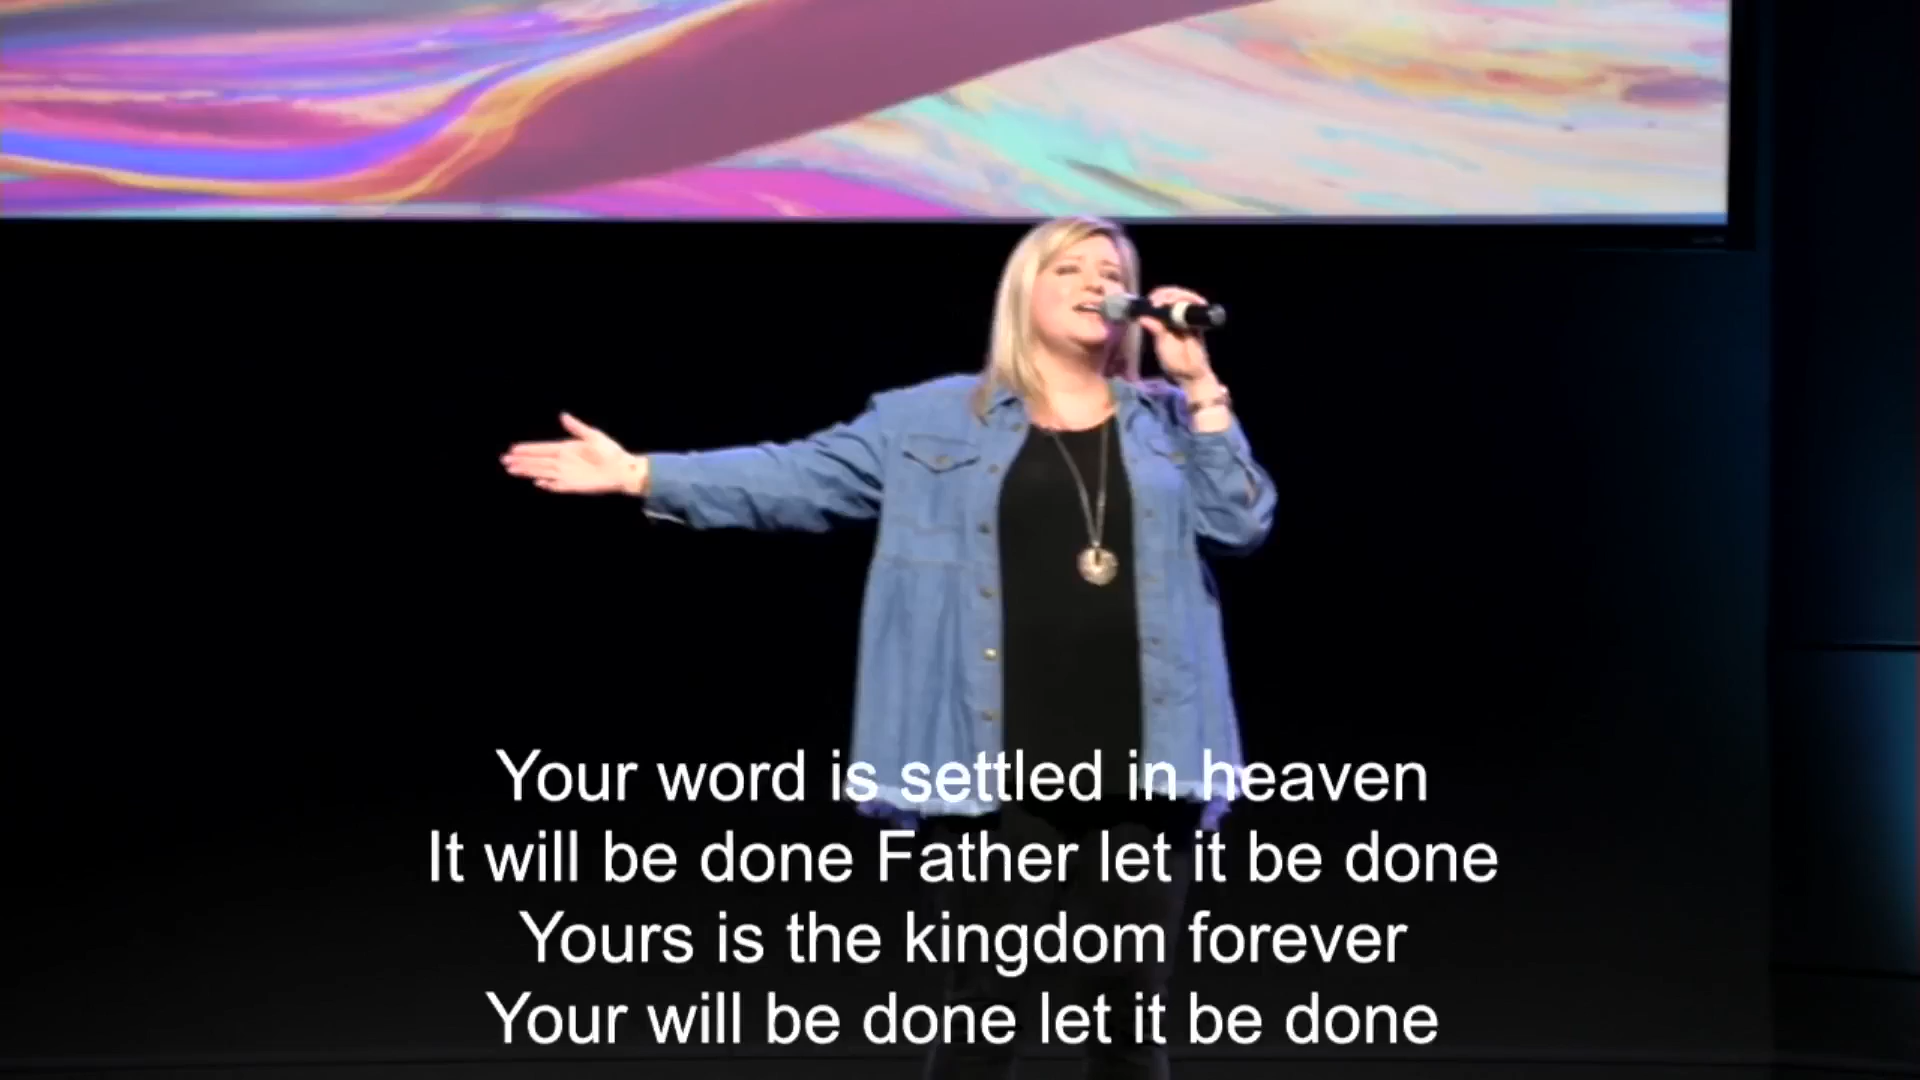 Your word is settled in heaven
It will be done Father let it be done
Yours is the kingdom forever
Your will be done let it be done